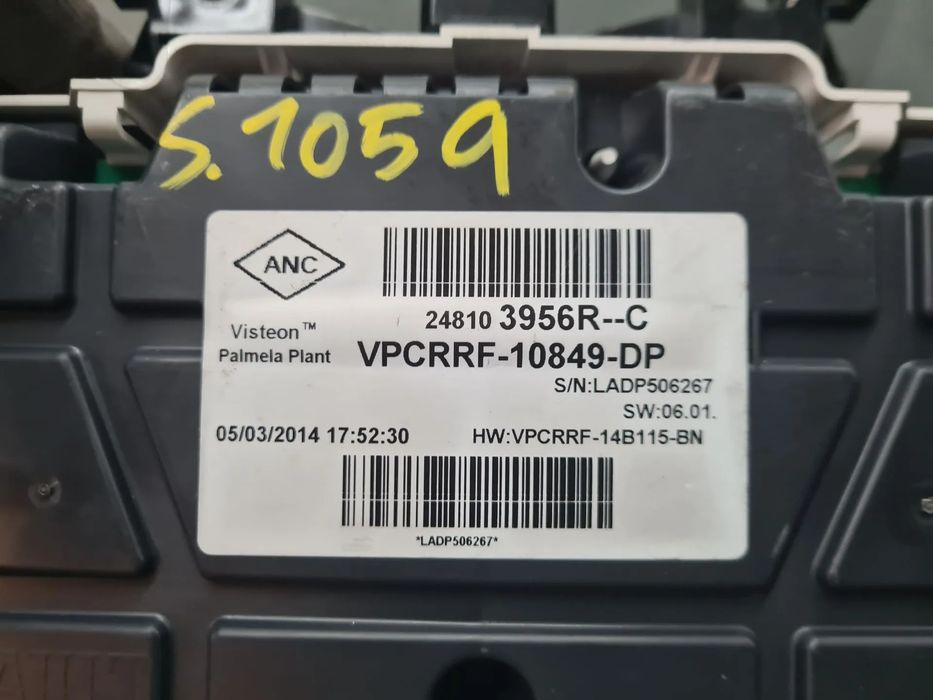 S.1059
ANC
24810 3956R--C
Visteon™
Palmela Plant
VPCRRF-10849-DP
S/N:LADP506267
SW:06.01.
05/03/2014 17:52:30
HW:VPCRRF-14B115-BN
*LADP506267*